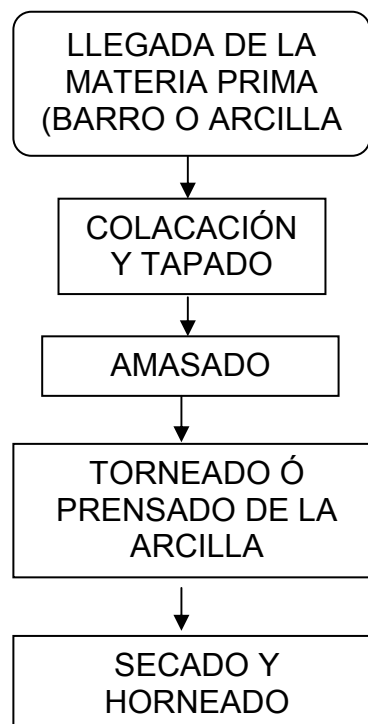 LLEGADA DE LA
MATERIA PRIMA
(BARRO O ARCILLA
COLACACIÓN
Y TAPADO
AMASADO
TORNEADO Ó
PRENSADO DE LA
ARCILLA
SECADO Y
HORNEADO